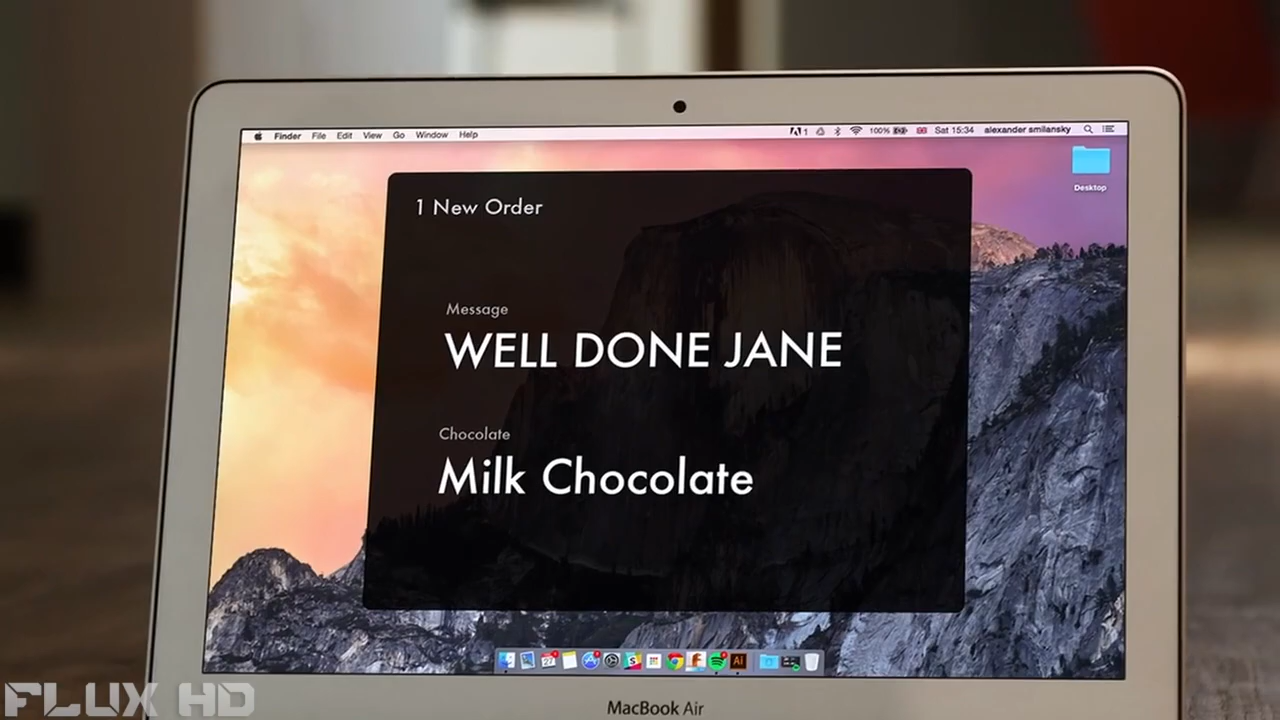 Finder File Edit View Go Window Help
1 100% Sat 15:34 alexander smilansky
Desktop
1 New Order
Message
WELL DONE JANE
Chocolate
Milk Chocolate
MacBook Air
FLUX HD